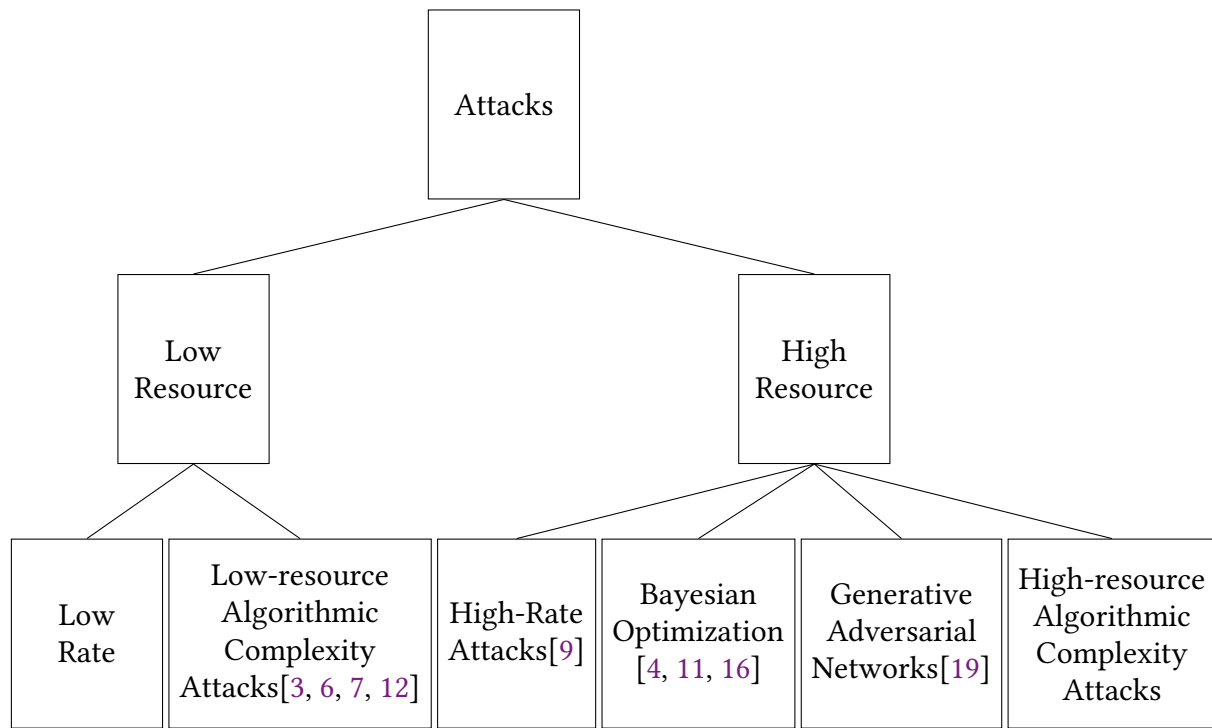 Attacks
Low
Resource
High
Resource
Low
Rate
Low-resource
Algorithmic
Complexity
Attacks[3, 6, 7, 12]
High-Rate
Attacks[9]
Bayesian
Optimization
[4, 11, 16]
Generative
Adversarial
Networks[19]
High-resource
Algorithmic
Complexity
Attacks